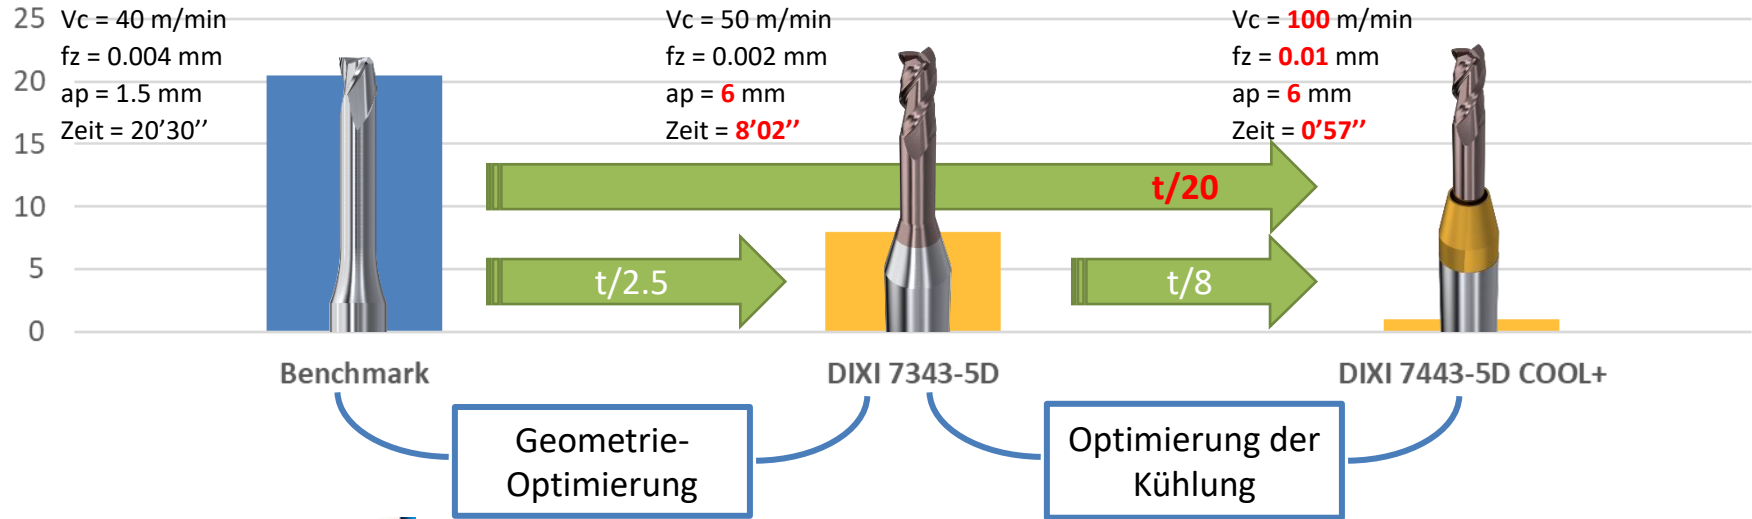 25
20
15
10
5
0
Vc = 40 m/min
fz = 0.004 mm
ap = 1.5 mm
Zeit = 20’30’’
Vc = 50 m/min
fz = 0.002 mm
ap = 6 mm
Zeit = 8’02’’
Vc = 100 m/min
fz = 0.01 mm
ap = 6 mm
Zeit = 0’57’’
t/20
t/2.5
t/8
Benchmark
DIXI 7343-5D
DIXI 7443-5D COOL+
Geometrie-
Optimierung
Optimierung der
Kühlung